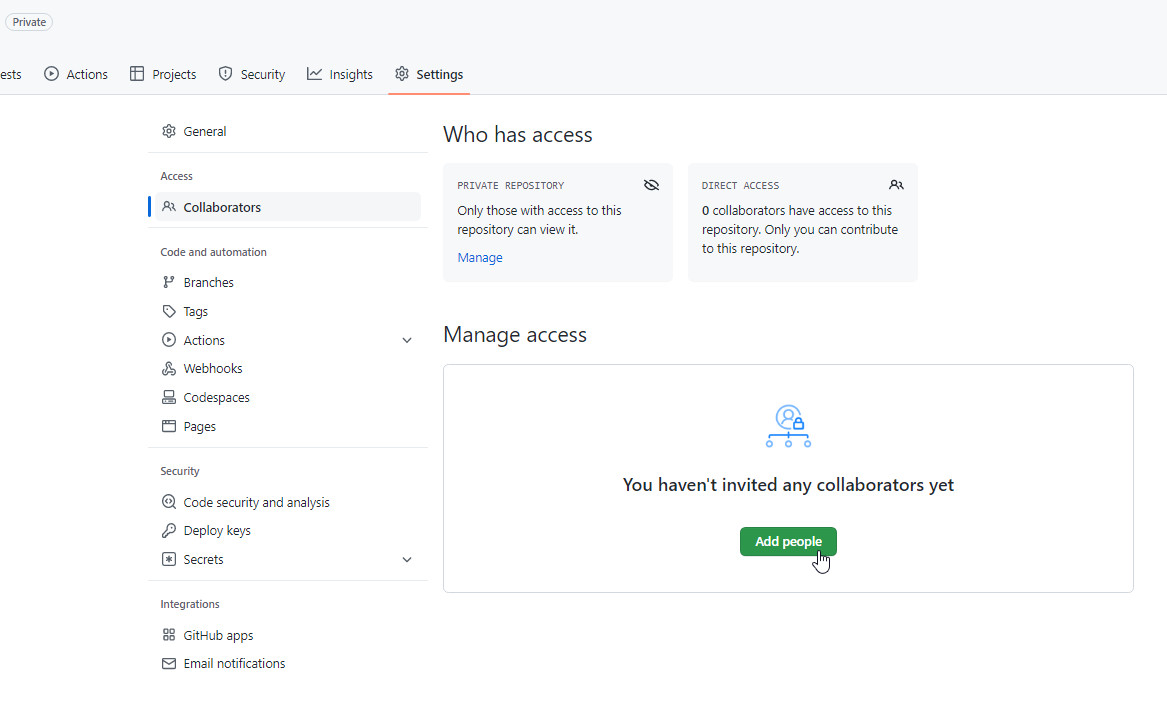 Private
ests Actions Projects Security Insights Settings
General
Access
Collaborators
Code and automation
Branches
Tags
Actions
Webhooks
Codespaces
Pages
Security
Code security and analysis
Deploy keys
Secrets
Integrations
GitHub apps
Email notifications
Who has access
PRIVATE REPOSITORY
Only those with access to this
repository can view it.
Manage
DIRECT ACCESS
0 collaborators have access to this
repository. Only you can contribute
to this repository.
Manage access
You haven't invited any collaborators yet
Add people